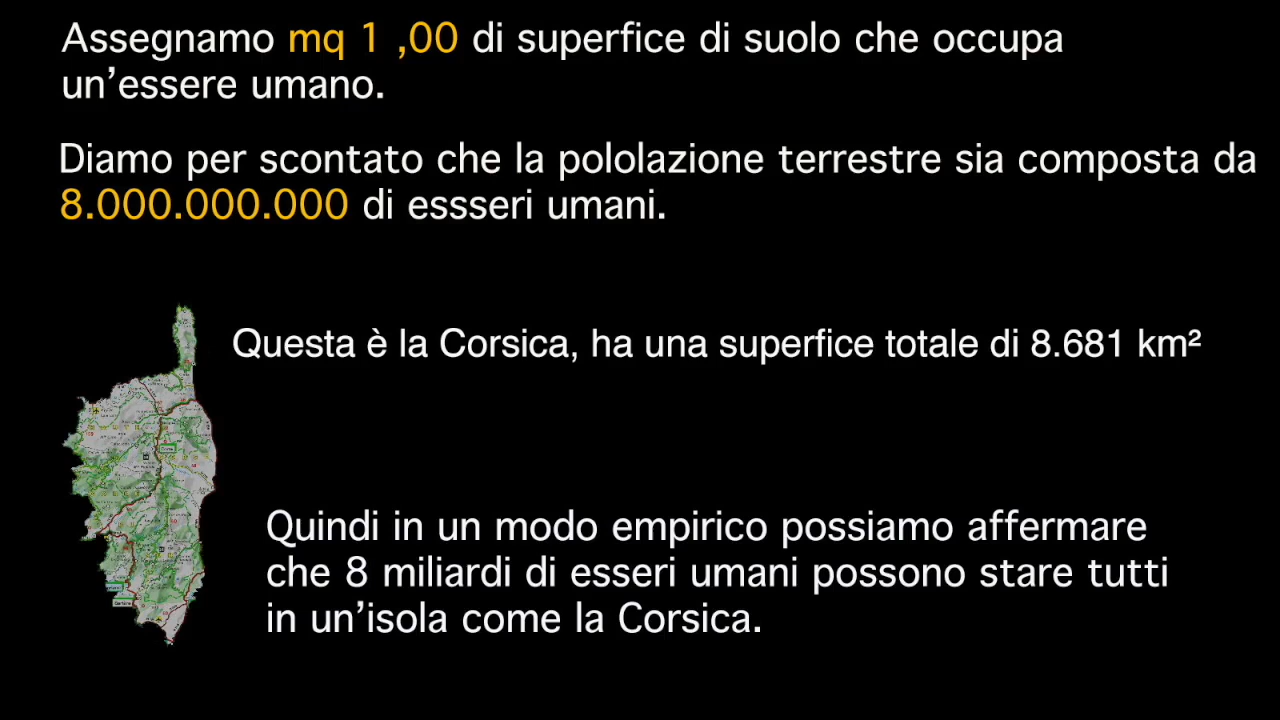 Assegnamo mq 1 ,00 di superfice di suolo che occupa
un’essere umano.
Diamo per scontato che la pololazione terrestre sia composta da
8.000.000.000 di essseri umani.
Questa è la Corsica, ha una superfice totale di 8.681 km²
Quindi in un modo empirico possiamo affermare
che 8 miliardi di esseri umani possono stare tutti
in un’isola come la Corsica.